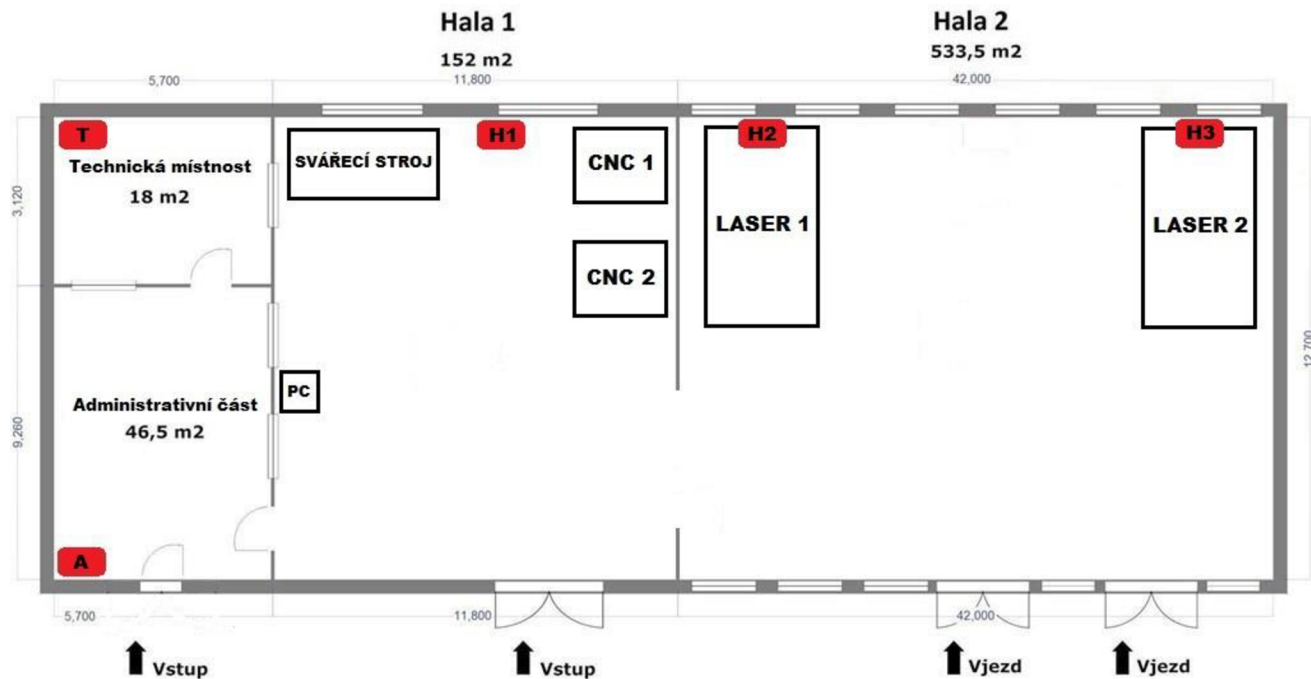 Hala 1
152 m2
Hala 2
533,5 m2
5,700
11,800
42,000
T
Technická místnost
18 m2
3,120
SVÁŘECÍ STROJ
H1
CNC 1
CNC 2
H2
LASER 1
H3
LASER 2
12,700
PC
Administrativní část
46,5 m2
9,260
A
5,700
11,800
42,000
Vstup
Vstup
Vjezd
Vjezd